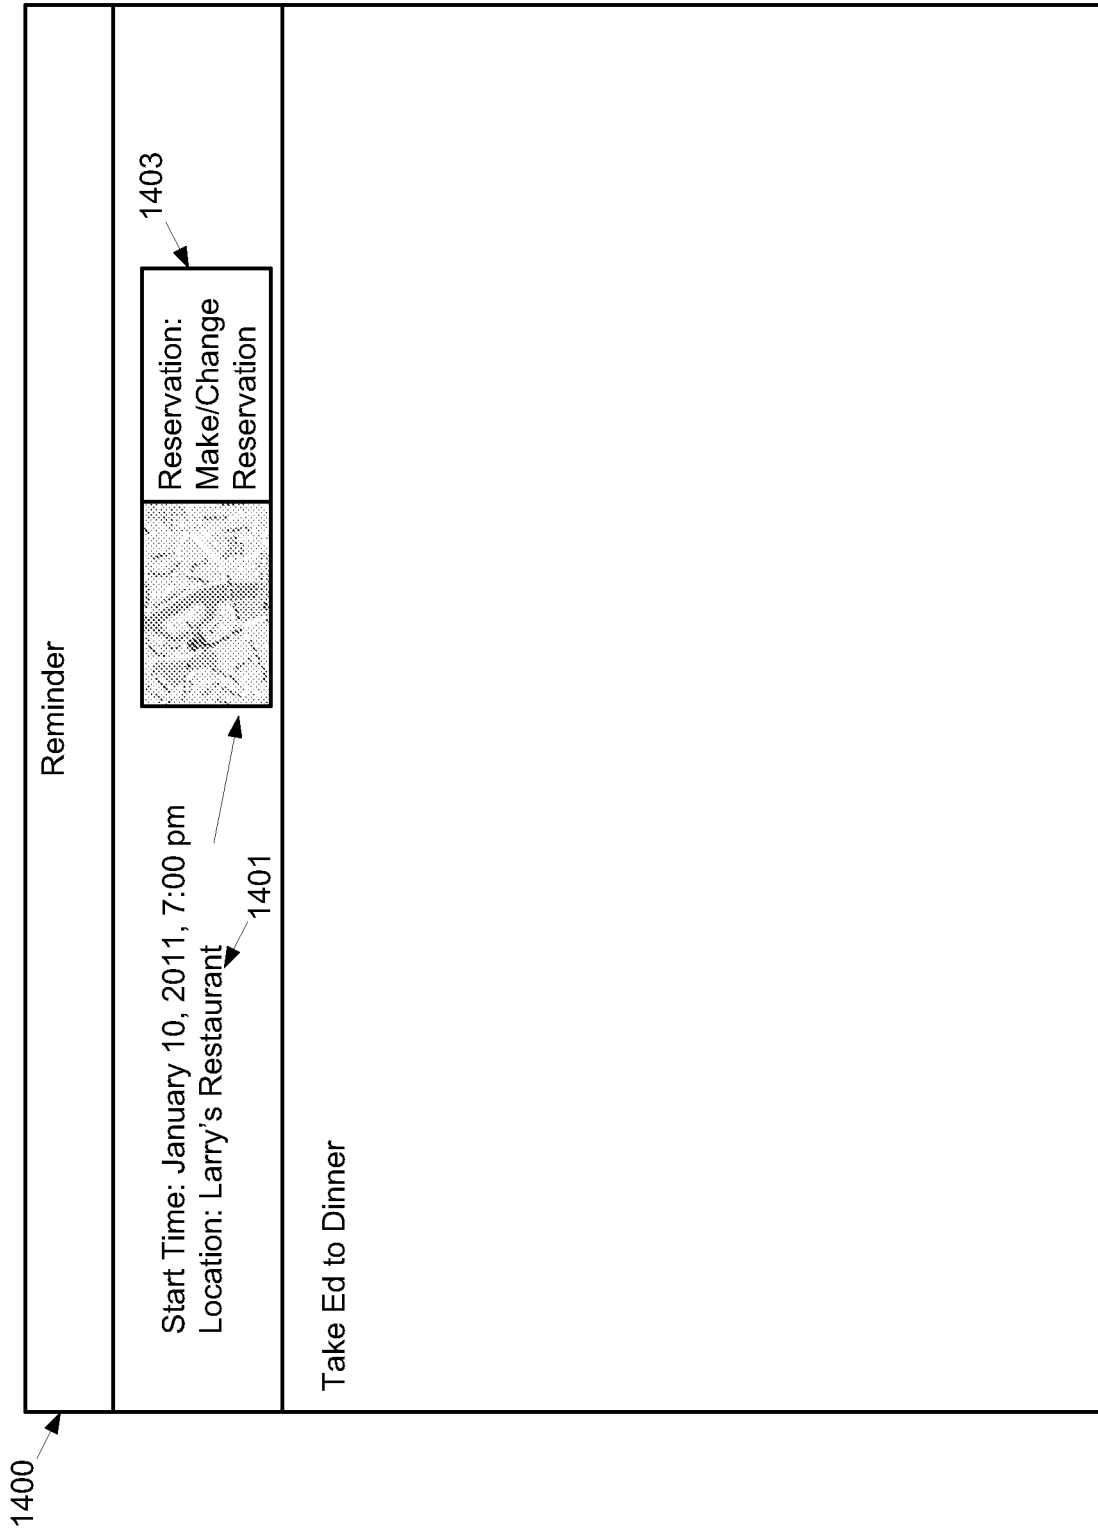 1400
Reminder
Start Time: January 10, 2011, 7:00 pm
Location: Larry's Restaurant
1401
Reservation:
Make/Change
Reservation
1403
Take Ed to Dinner